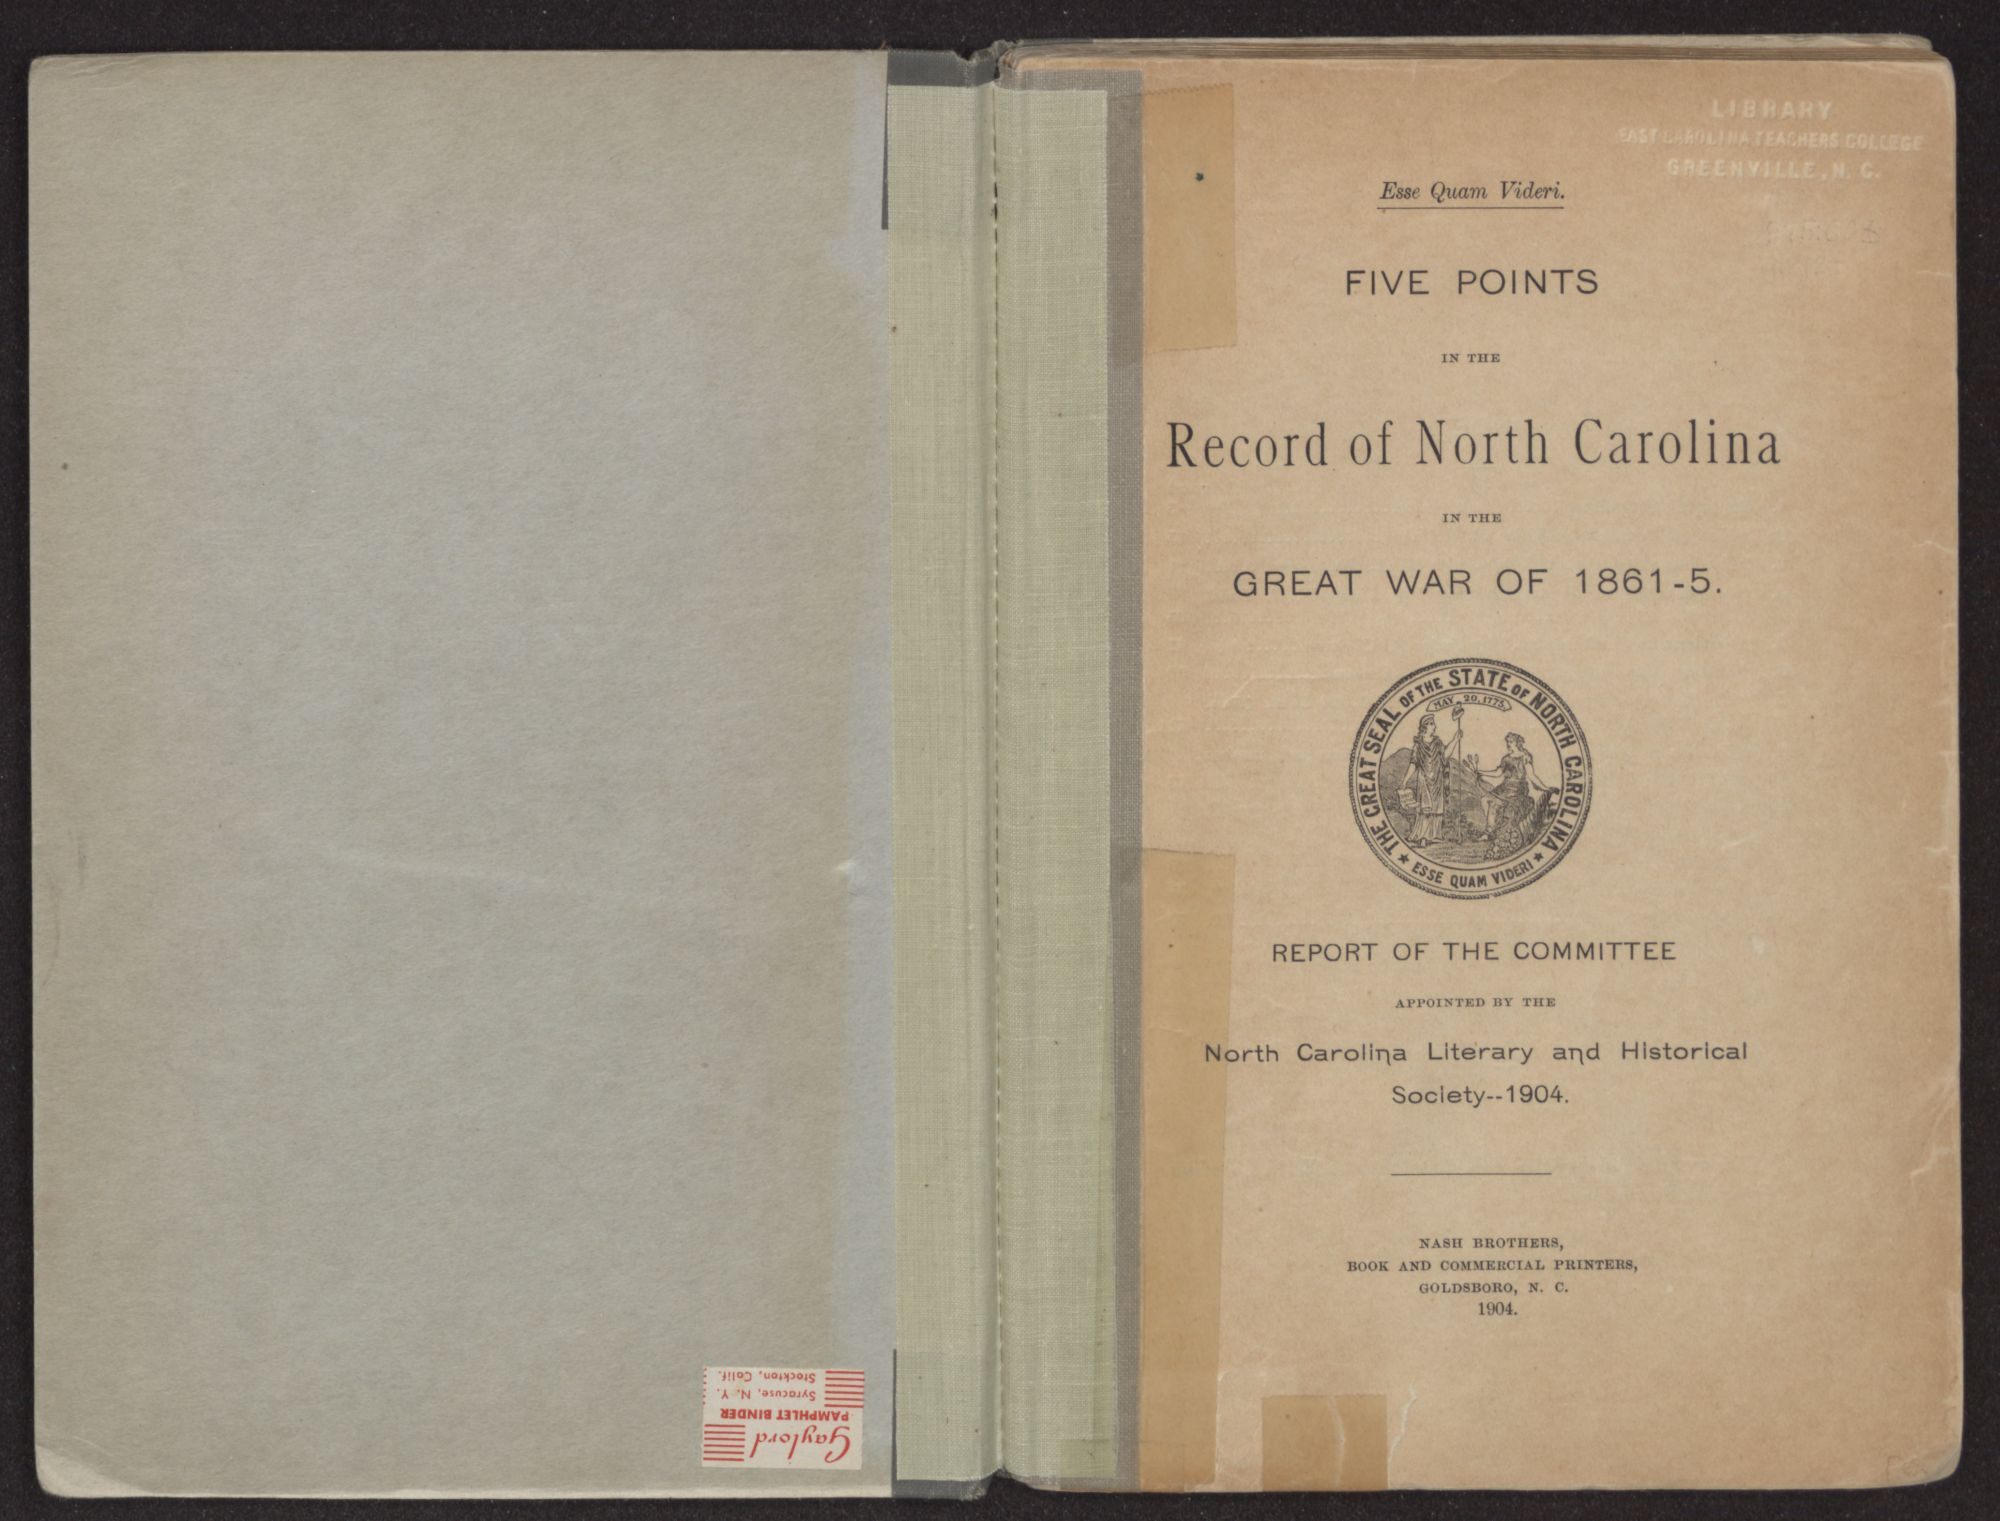 Gaylord
PAMPHLET BINDER
Syracuse, N. Y.
Stockton, Calif.
LIBRARY
EAST CAROLINA TEACHERS COLLEGE
GREENVILLE, N. C.
Esse Quam Videri.
FIVE POINTS
IN THE
Record of North Carolina
IN THE
GREAT WAR OF 1861-5.
THE GREAT SEAL OF THE STATE OF NORTH CAROLINA
MAY 20, 1775.
★ ESSE QUAM VIDERI ★
REPORT OF THE COMMITTEE
APPOINTED BY THE
North Carolina Literary and Historical
Society--1904.
NASH BROTHERS,
BOOK AND COMMERCIAL PRINTERS,
GOLDSBORO, N. C.
1904.